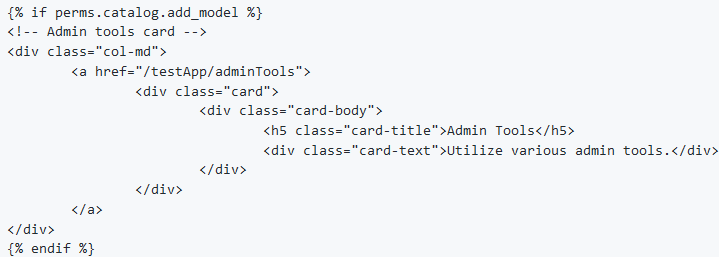 {% if perms.catalog.add_model %}
<!-- Admin tools card -->
<div class="col-md">
        <a href="/testApp/adminTools">
                <div class="card">
                        <div class="card-body">
                                <h5 class="card-title">Admin Tools</h5>
                                <div class="card-text">Utilize various admin tools.</div>
                        </div>
                </div>
        </a>
</div>
{% endif %}